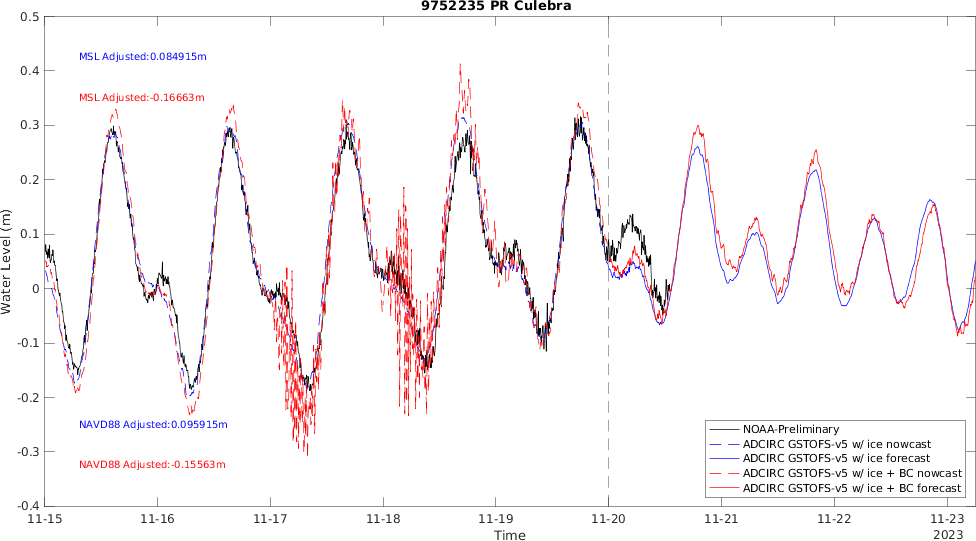 9752235 PR Culebra
0.5
0.4
0.3
0.2
0.1
0
-0.1
-0.2
-0.3
-0.4
Water Level (m)
MSL Adjusted:0.084915m
MSL Adjusted:-0.16663m
NAVD88 Adjusted:0.095915m
NAVD88 Adjusted:-0.15563m
NOAA-Preliminary
ADCIRC GSTOFS-v5 w/ ice nowcast
ADCIRC GSTOFS-v5 w/ ice forecast
ADCIRC GSTOFS-v5 w/ ice + BC nowcast
ADCIRC GSTOFS-v5 w/ ice + BC forecast
11-15 11-16 11-17 11-18 11-19 11-20 11-21 11-22 11-23
Time
2023